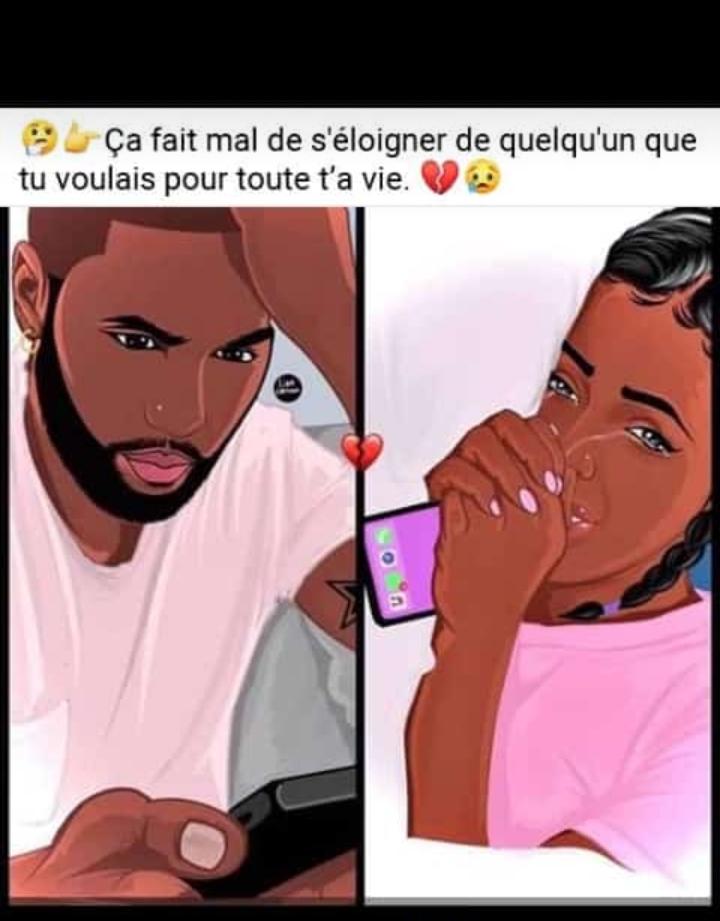 🤔👉Ça fait mal de s'éloigner de quelqu'un que
tu voulais pour toute t'a vie. 💔😢